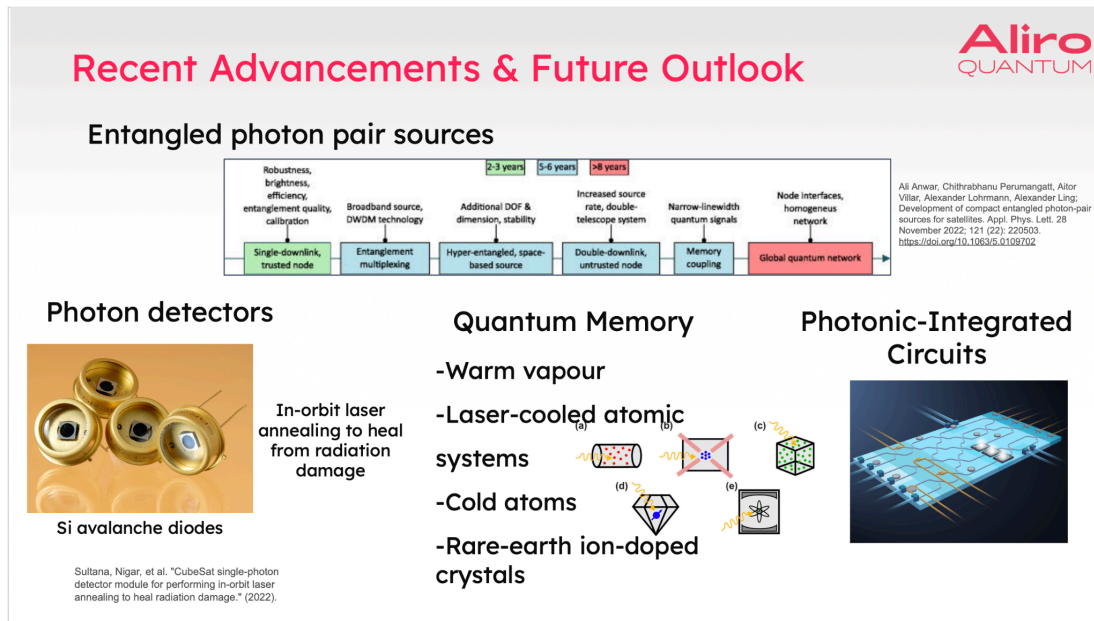 Aliro
QUANTUM
Recent Advancements & Future Outlook
Entangled photon pair sources
2-3 years
5-6 years
>8 years
Robustness,
brightness,
efficiency,
entanglement quality,
calibration
Broadband source,
DWDM technology
Additional DOF &
dimension, stability
Increased source
rate, double-
telescope system
Narrow-linewidth
quantum signals
Node interfaces,
homogeneus
network
Single-downlink,
trusted node
Entanglement
multiplexing
Hyper-entangled, space-
based source
Double-downlink,
untrusted node
Memory
coupling
Global quantum network
Ali Anwar, Chithrabhanu Perumangatt, Aitor
Villar, Alexander Lohrmann, Alexander Ling;
Development of compact entangled photon-pair
sources for satellites. Appl. Phys. Lett. 28
November 2022; 121 (22): 220503.
https://doi.org/10.1063/5.0109702
Photon detectors
In-orbit laser
annealing to heal
from radiation
damage
Si avalanche diodes
Sultana, Nigar, et al. "CubeSat single-photon
detector module for performing in-orbit laser
annealing to heal radiation damage." (2022).
Quantum Memory
-Warm vapour
-Laser-cooled atomic
systems
-Cold atoms
-Rare-earth ion-doped
crystals
(a)
(b)
(c)
(d)
(e)
Photonic-Integrated
Circuits